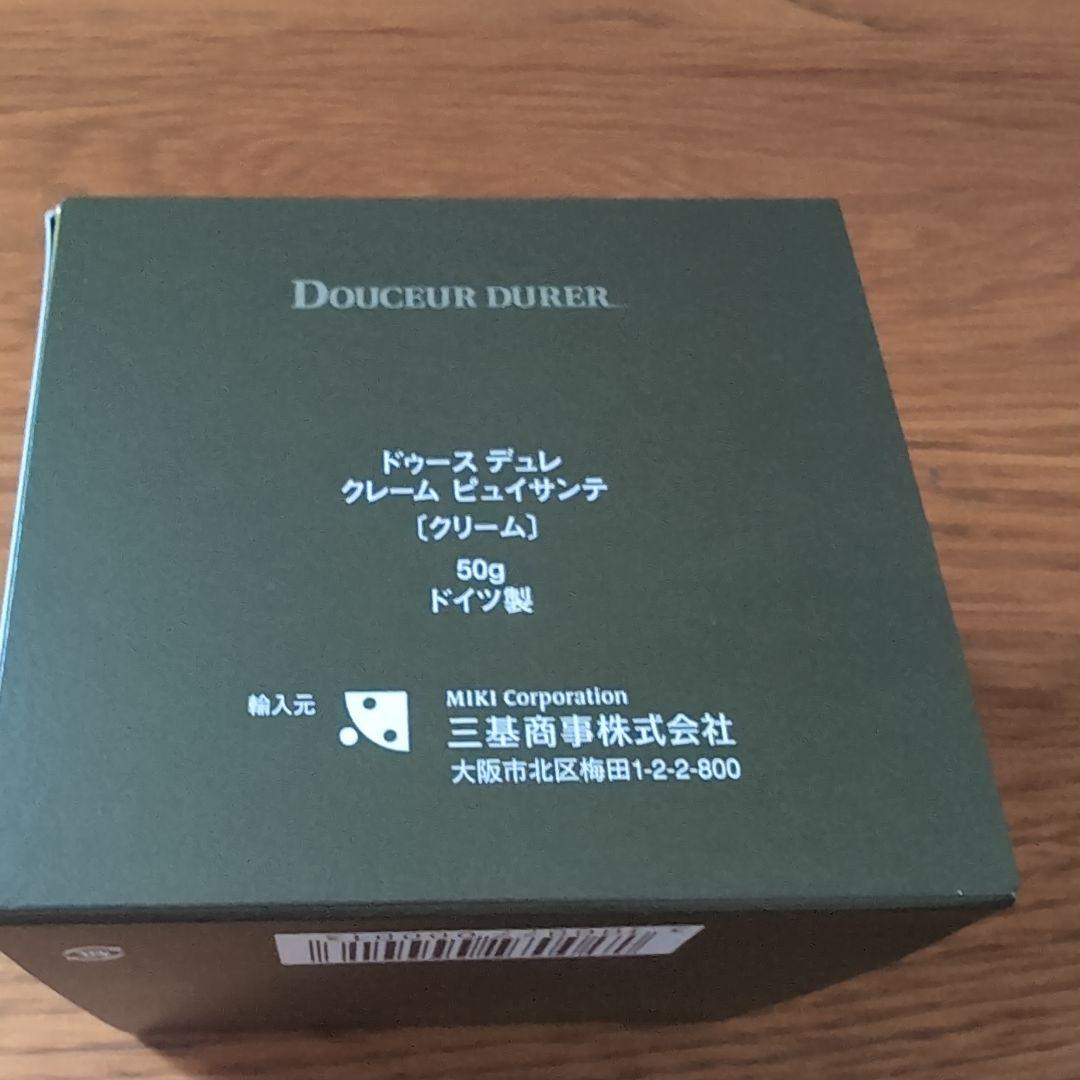 DOUCEUR DURER
ドゥース デュレ
クレーム ピュイサンテ
〔クリーム〕
50g
ドイツ製
輸入元
MIKI Corporation
三基商事株式会社
大阪市北区梅田1-2-2-800